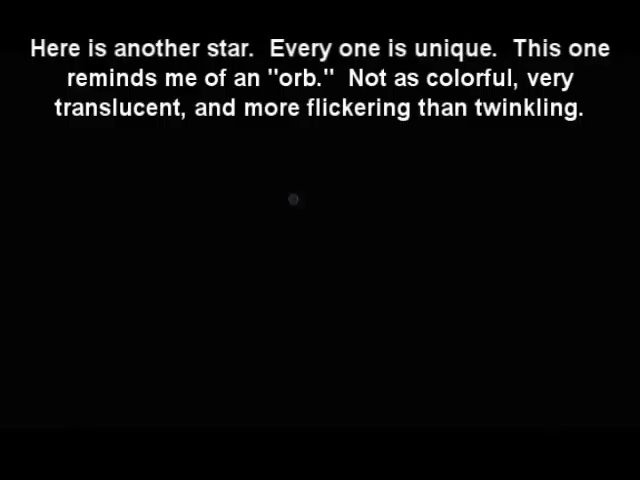 Here is another star.  Every one is unique.  This one
reminds me of an "orb."  Not as colorful, very
translucent, and more flickering than twinkling.